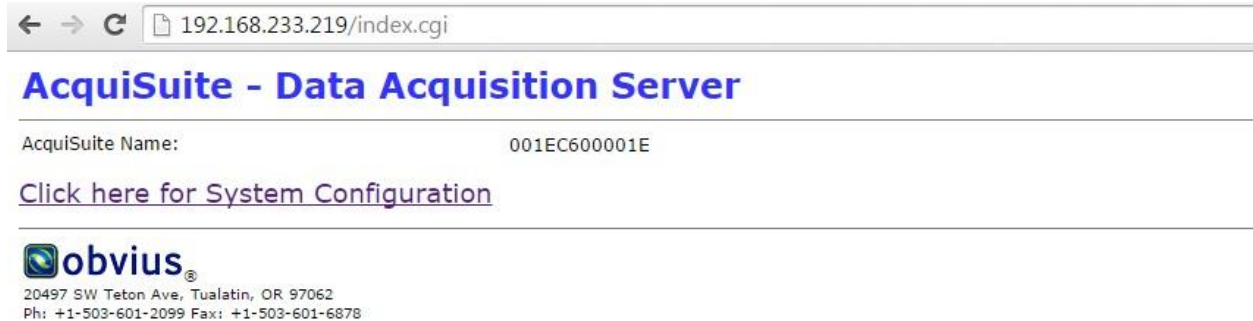 192.168.233.219/index.cgi
AcquiSuite - Data Acquisition Server
AcquiSuite Name: 001EC600001E
Click here for System Configuration
obvius®
20497 SW Teton Ave, Tualatin, OR 97062
Ph: +1-503-601-2099 Fax: +1-503-601-6878